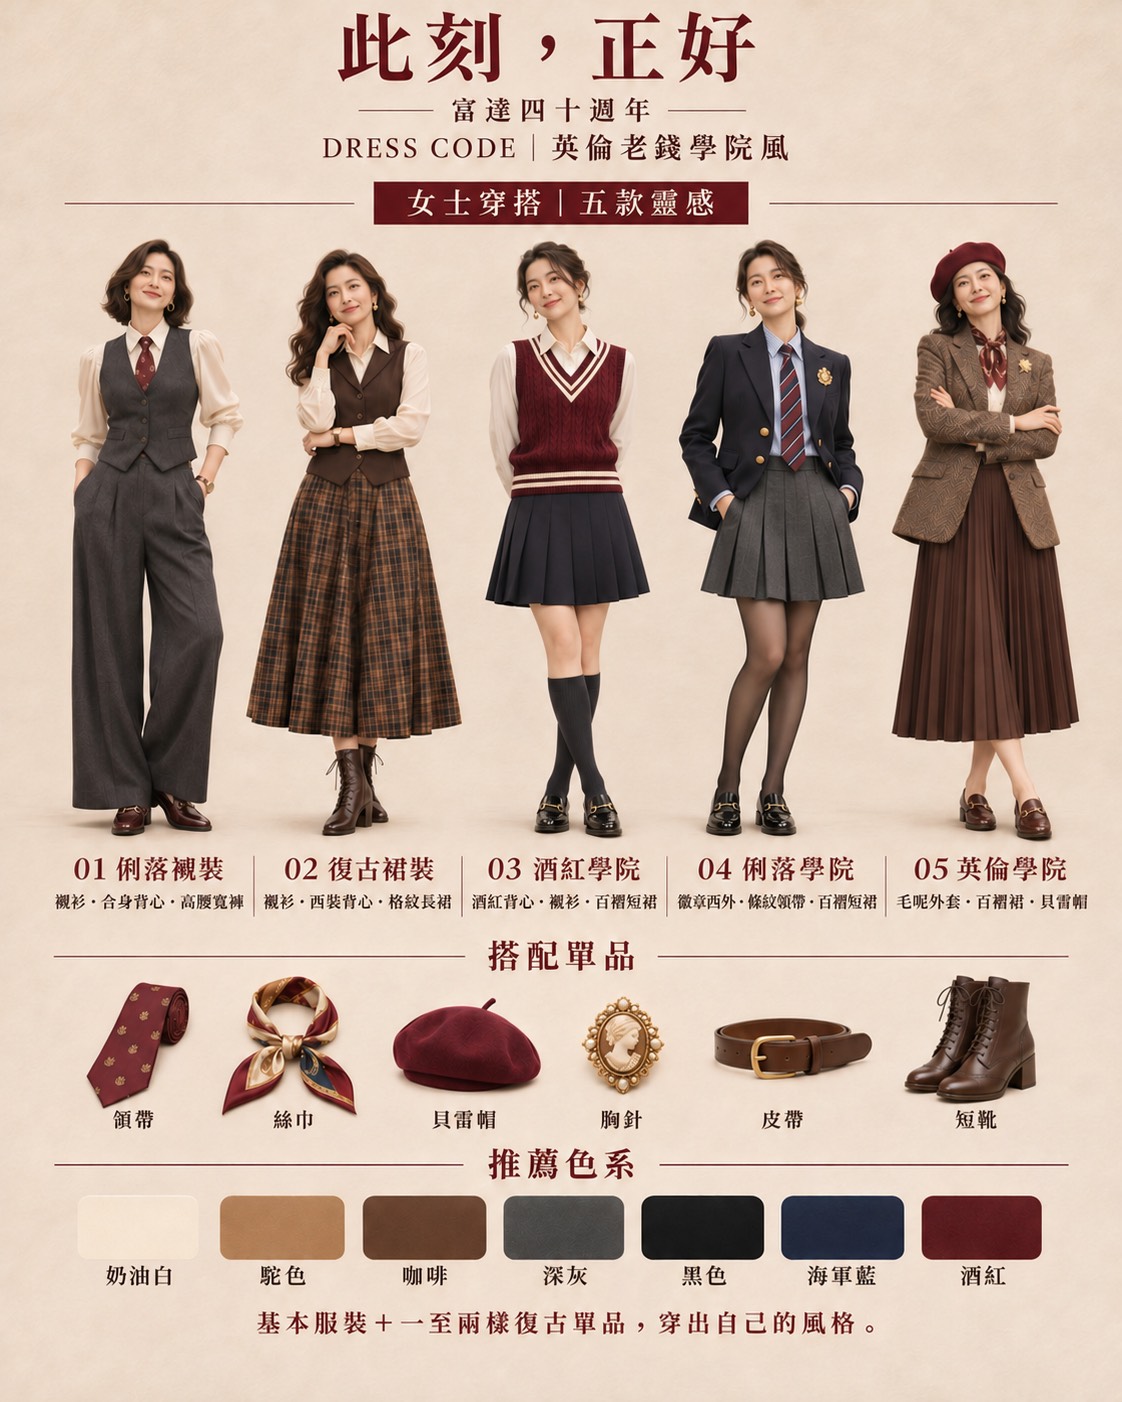 此刻，正好
富達四十週年
DRESS CODE｜英倫老錢學院風
女士穿搭｜五款靈感
01 俐落襯裝
襯衫・合身背心・高腰寬褲
02 復古裙裝
襯衫・西裝背心・格紋長裙
03 酒紅學院
酒紅背心・襯衫・百褶短裙
04 俐落學院
徽章西外・條紋領帶・百褶短裙
05 英倫學院
毛呢外套・百褶裙・貝雷帽
搭配單品
領帶
絲巾
貝雷帽
胸針
皮帶
短靴
推薦色系
奶油白
駝色
咖啡
深灰
黑色
海軍藍
酒紅
基本服裝＋一至兩樣復古單品，穿出自己的風格。